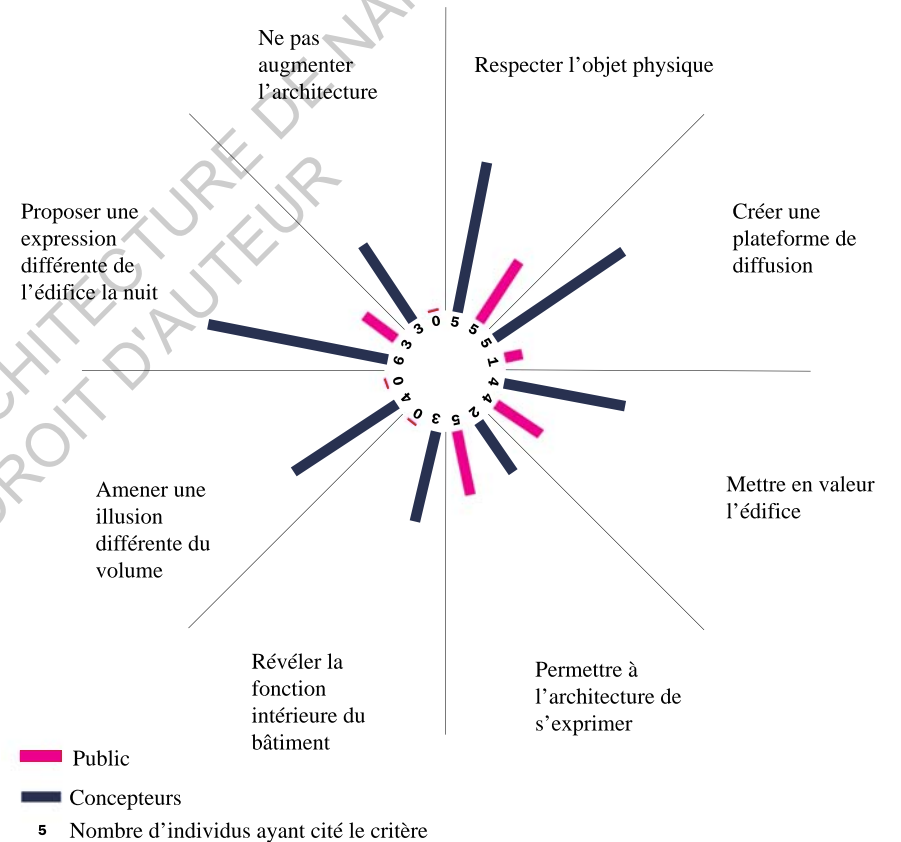 Ne pas
augmenter
l’architecture
Respecter l’objet physique
Proposer une
expression
différente de
l’édifice la nuit
Créer une
plateforme de
diffusion
3 0 5 5
3 5
6 1
0 4
4 4
0 3 5 2
Amener une
illusion
différente du
volume
Mettre en valeur
l’édifice
Révéler la
fonction
intérieure du
bâtiment
Permettre à
l’architecture de
s’exprimer
Public
Concepteurs
5 Nombre d’individus ayant cité le critère
DROIT D'AUTEUR